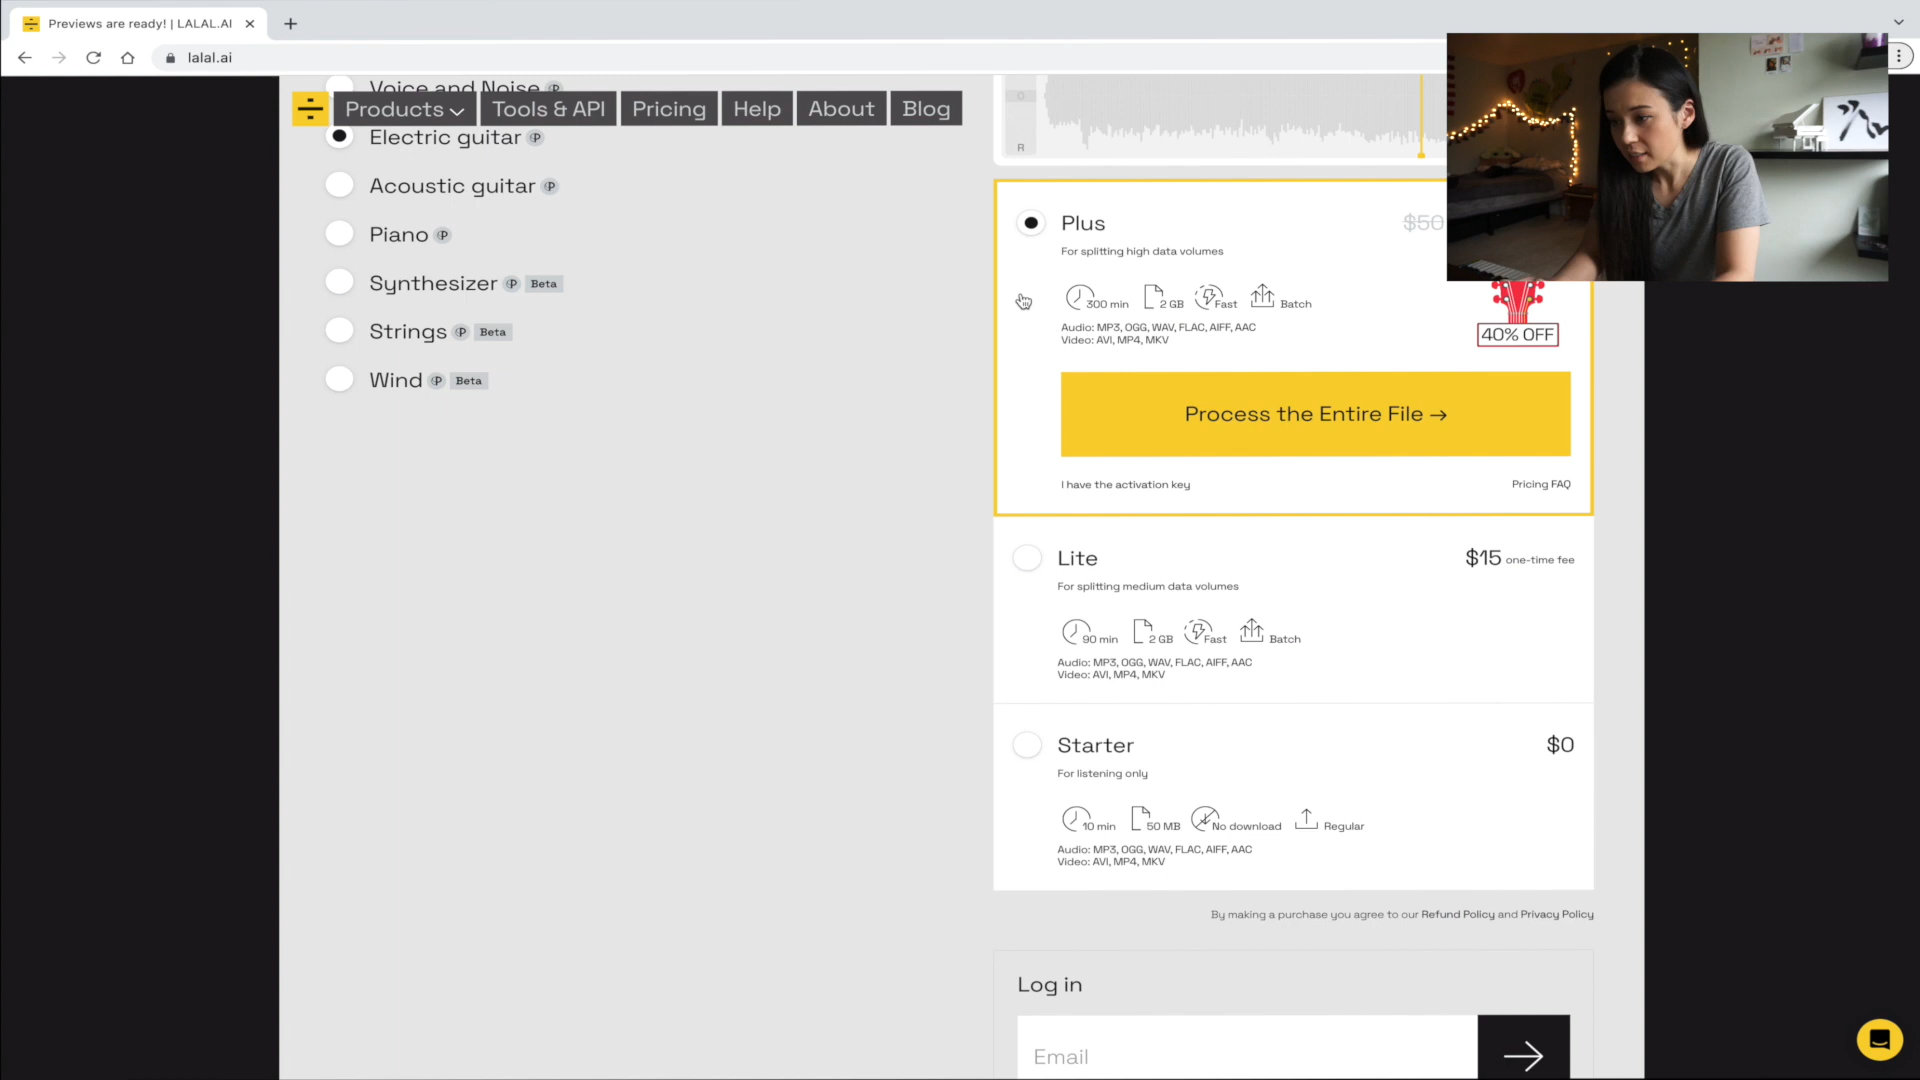 Previews are ready! | LALAL.AI
lalal.ai
Voice and Noise
Products
Tools & API
Pricing
Help
About
Blog
Electric guitar
Acoustic guitar
Piano
Synthesizer Beta
Strings Beta
Wind Beta
0
R
Plus $50
For splitting high data volumes
300 min 2 GB Fast Batch
Audio: MP3, OGG, WAV, FLAC, AIFF, AAC
Video: AVI, MP4, MKV
40% OFF
Process the Entire File →
I have the activation key Pricing FAQ
Lite $15 one-time fee
For splitting medium data volumes
90 min 2 GB Fast Batch
Audio: MP3, OGG, WAV, FLAC, AIFF, AAC
Video: AVI, MP4, MKV
Starter $0
For listening only
10 min 50 MB No download Regular
Audio: MP3, OGG, WAV, FLAC, AIFF, AAC
Video: AVI, MP4, MKV
By making a purchase you agree to our Refund Policy and Privacy Policy
Log in
Email